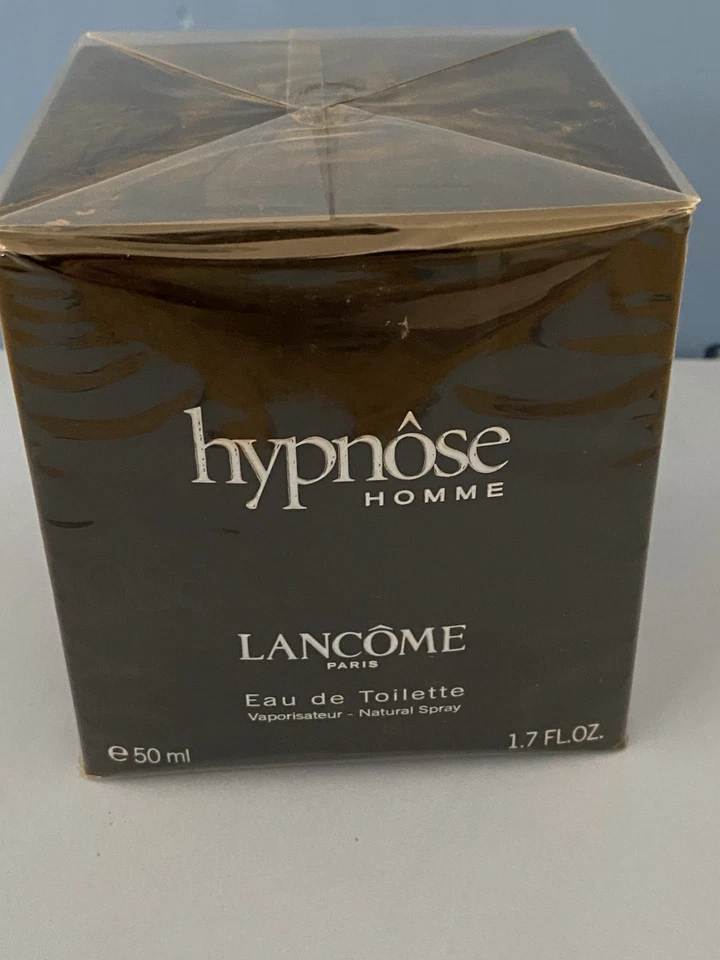 hypnôse
HOMME
LANCÔME
PARIS
Eau de Toilette
Vaporisateur - Natural Spray
℮ 50 ml
1.7 FL.OZ.